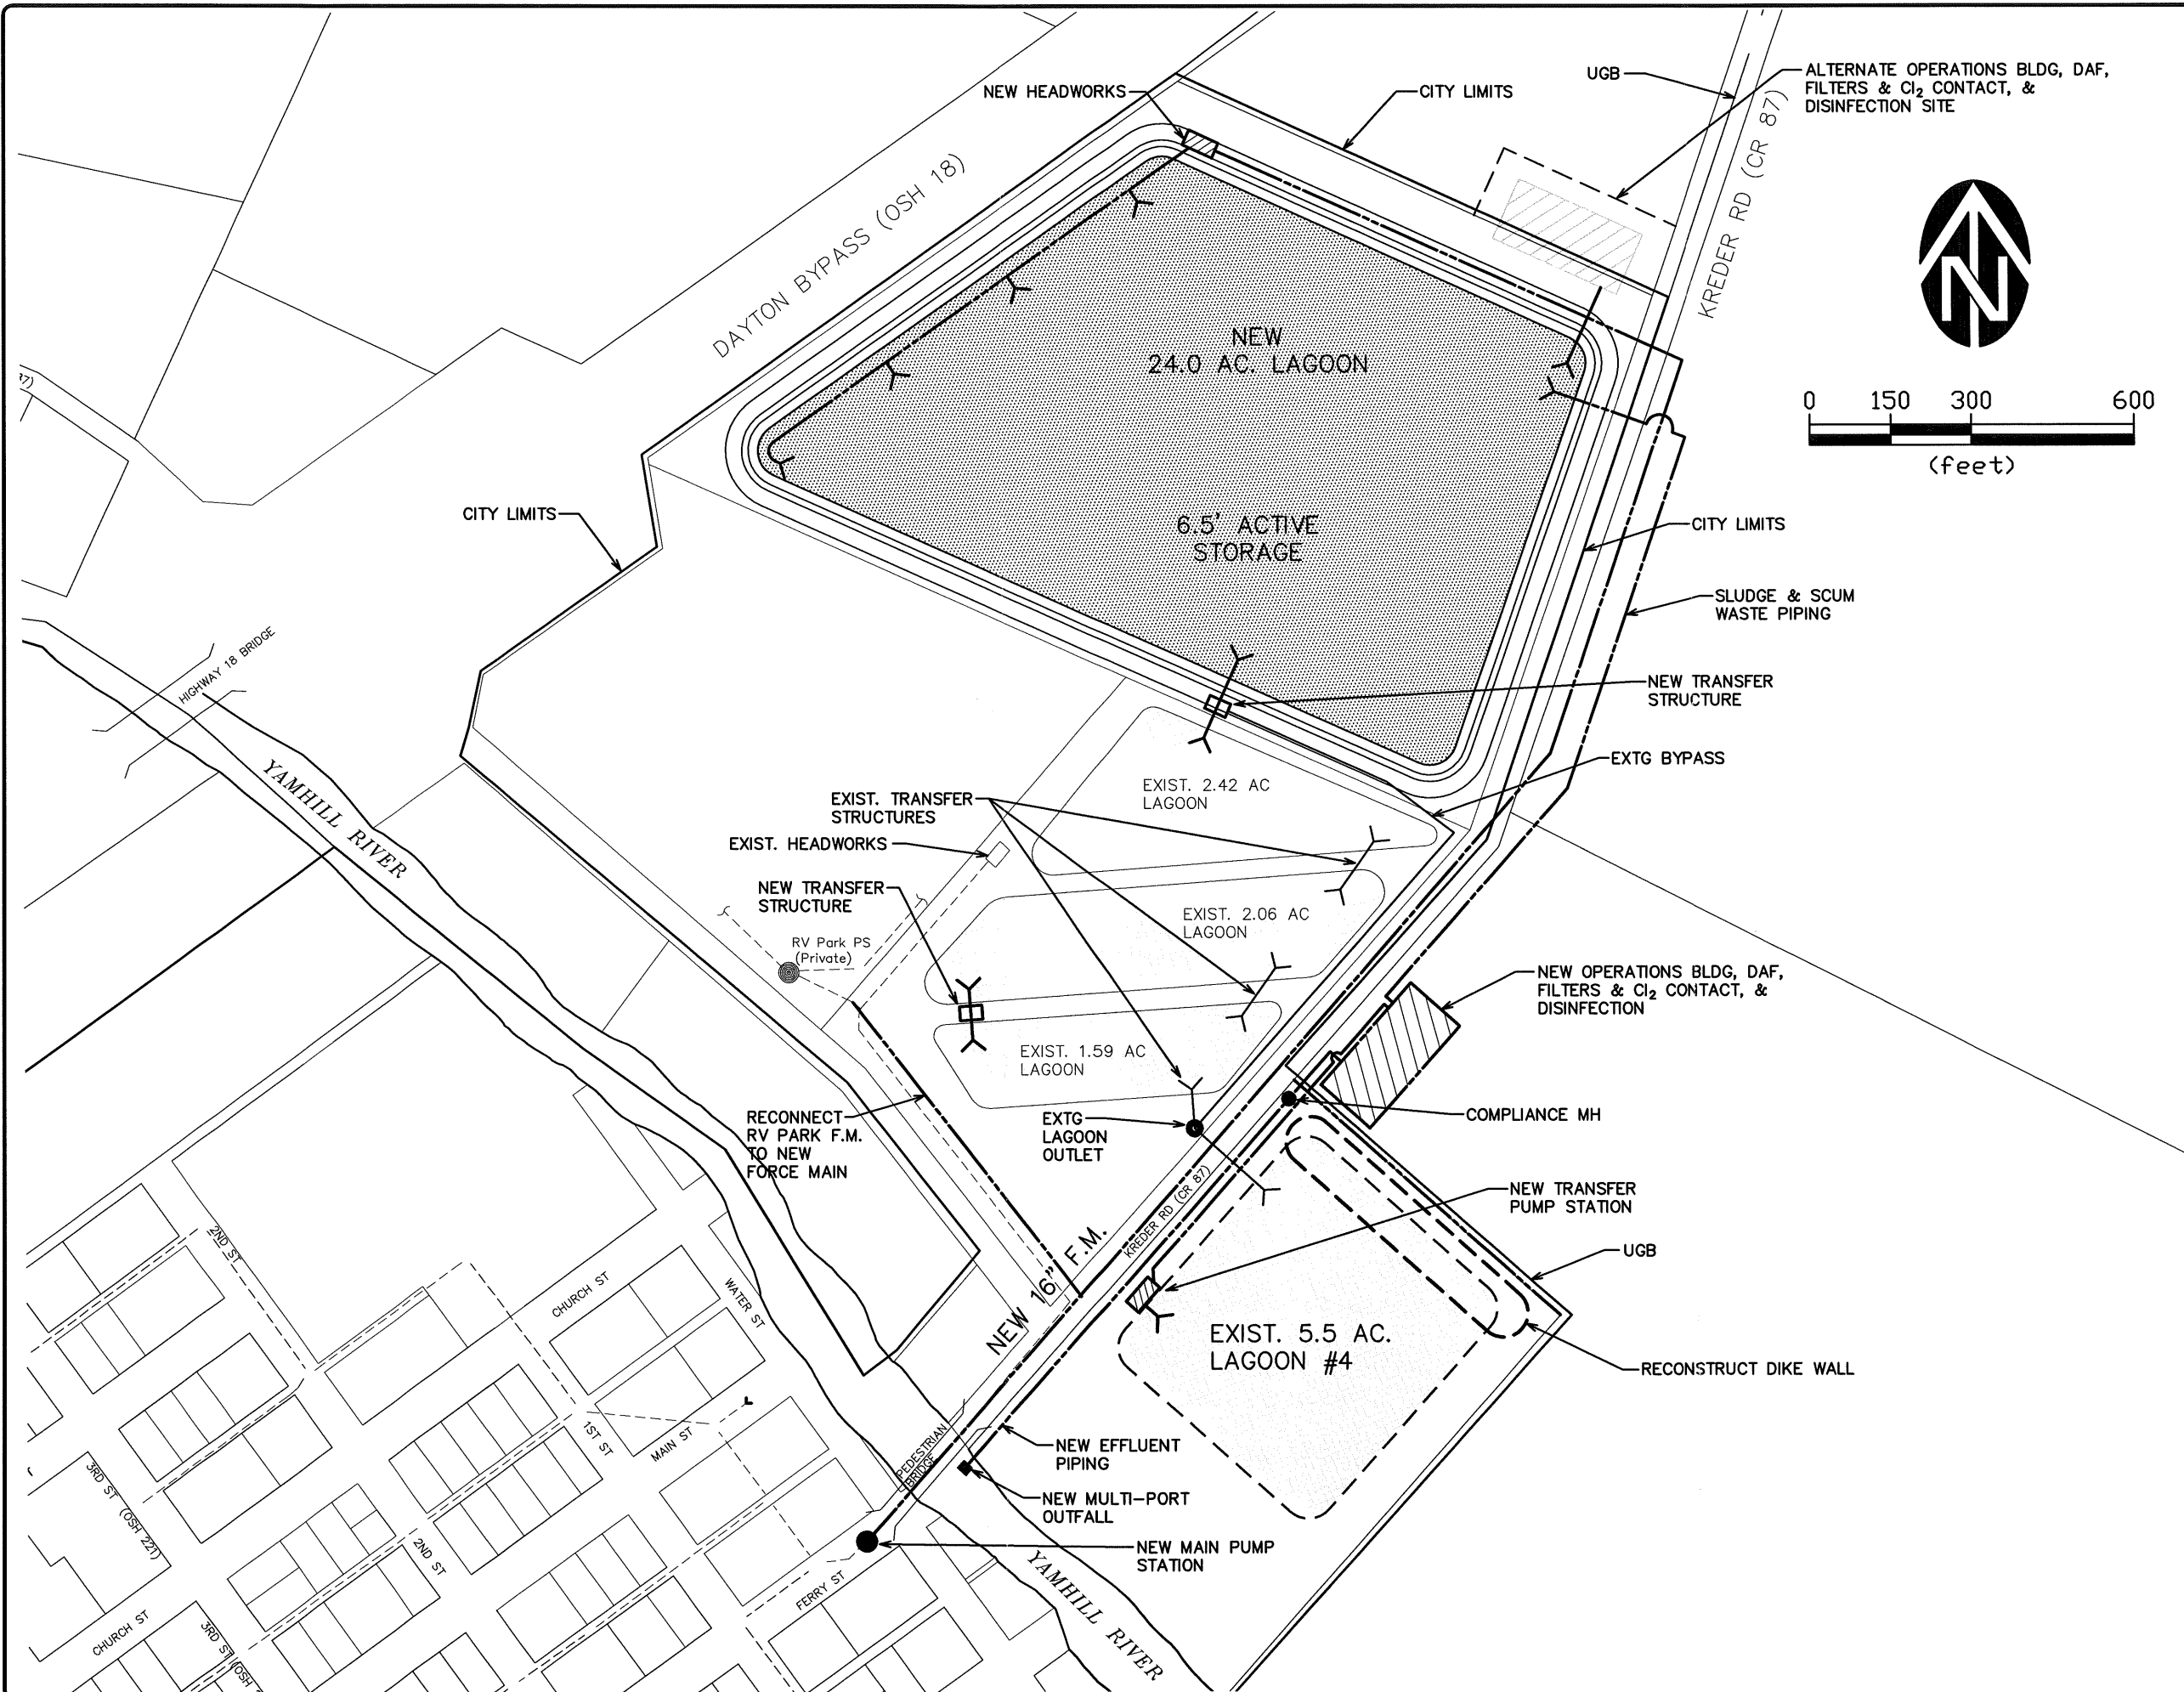 NEW HEADWORKS
CITY LIMITS
UGB
ALTERNATE OPERATIONS BLDG, DAF,
FILTERS & Cl₂ CONTACT, &
DISINFECTION SITE
KREDER RD (CR 87)
DAYTON BYPASS (OSH 18)
N
0 150 300 600
(feet)
NEW
24.0 AC. LAGOON
6.5' ACTIVE
STORAGE
CITY LIMITS
CITY LIMITS
SLUDGE & SCUM
WASTE PIPING
HIGHWAY 18 BRIDGE
NEW TRANSFER
STRUCTURE
YAMHILL RIVER
EXTG BYPASS
EXIST. 2.42 AC
LAGOON
EXIST. TRANSFER
STRUCTURES
EXIST. HEADWORKS
NEW TRANSFER
STRUCTURE
EXIST. 2.06 AC
LAGOON
RV Park PS
(Private)
NEW OPERATIONS BLDG, DAF,
FILTERS & Cl₂ CONTACT, &
DISINFECTION
EXIST. 1.59 AC
LAGOON
RECONNECT
RV PARK F.M.
TO NEW
FORCE MAIN
EXTG
LAGOON
OUTLET
COMPLIANCE MH
KREDER RD (CR 87)
NEW TRANSFER
PUMP STATION
UGB
NEW 16" F.M.
2ND ST
CHURCH ST
WATER ST
EXIST. 5.5 AC.
LAGOON #4
RECONSTRUCT DIKE WALL
1ST ST
MAIN ST
PEDESTRIAN
BRIDGE
NEW EFFLUENT
PIPING
3RD ST (OSH 221)
NEW MULTI-PORT
OUTFALL
2ND ST
NEW MAIN PUMP
STATION
FERRY ST
YAMHILL RIVER
CHURCH ST
3RD ST (OSH